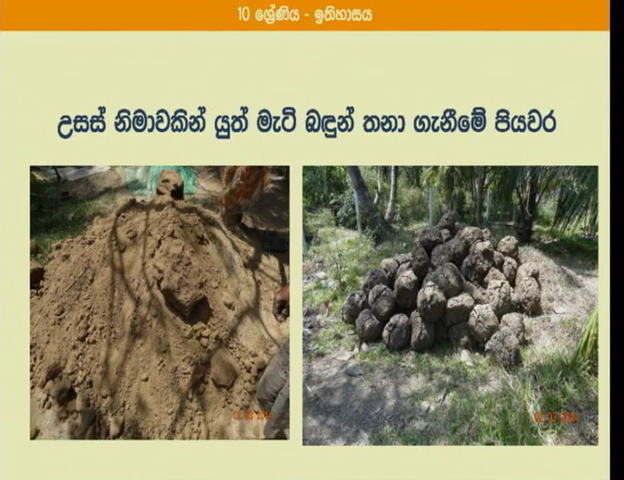 10 ශ්‍රේණිය - ඉතිහාසය
උසස් නිමාවකින් යුත් මැටි බඳුන් තනා ගැනීමේ පියවර